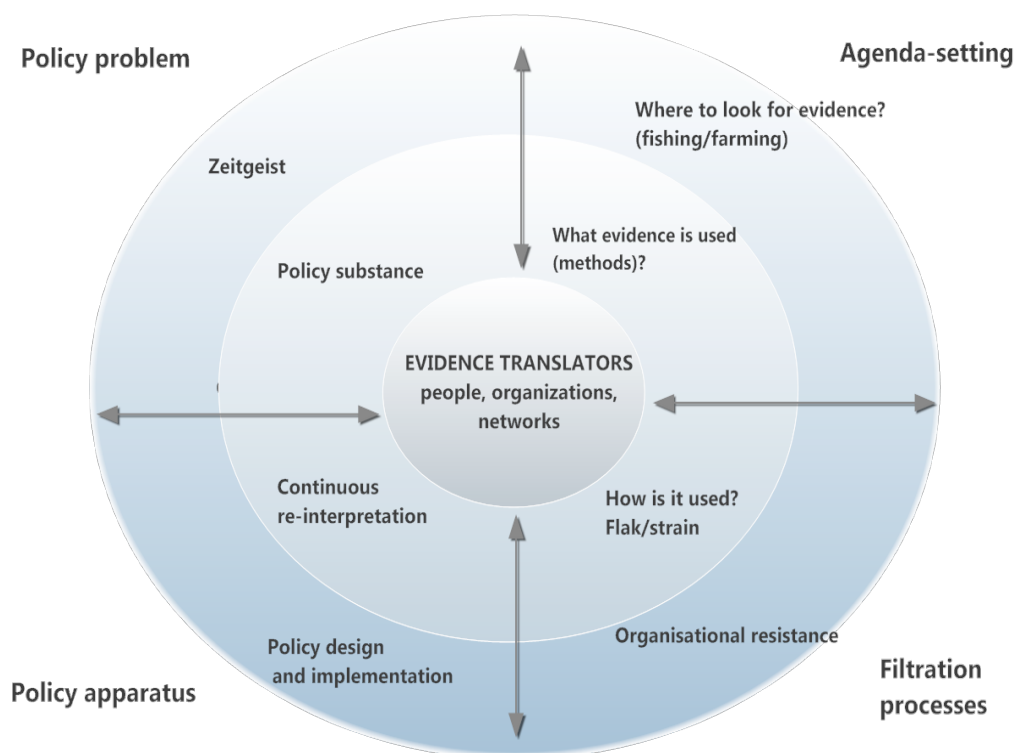 Policy problem
Agenda-setting
Where to look for evidence?
(fishing/farming)
Zeitgeist
What evidence is used
(methods)?
Policy substance
EVIDENCE TRANSLATORS
people, organizations,
networks
Continuous
re-interpretation
How is it used?
Flak/strain
Organisational resistance
Policy design
and implementation
Filtration
processes
Policy apparatus